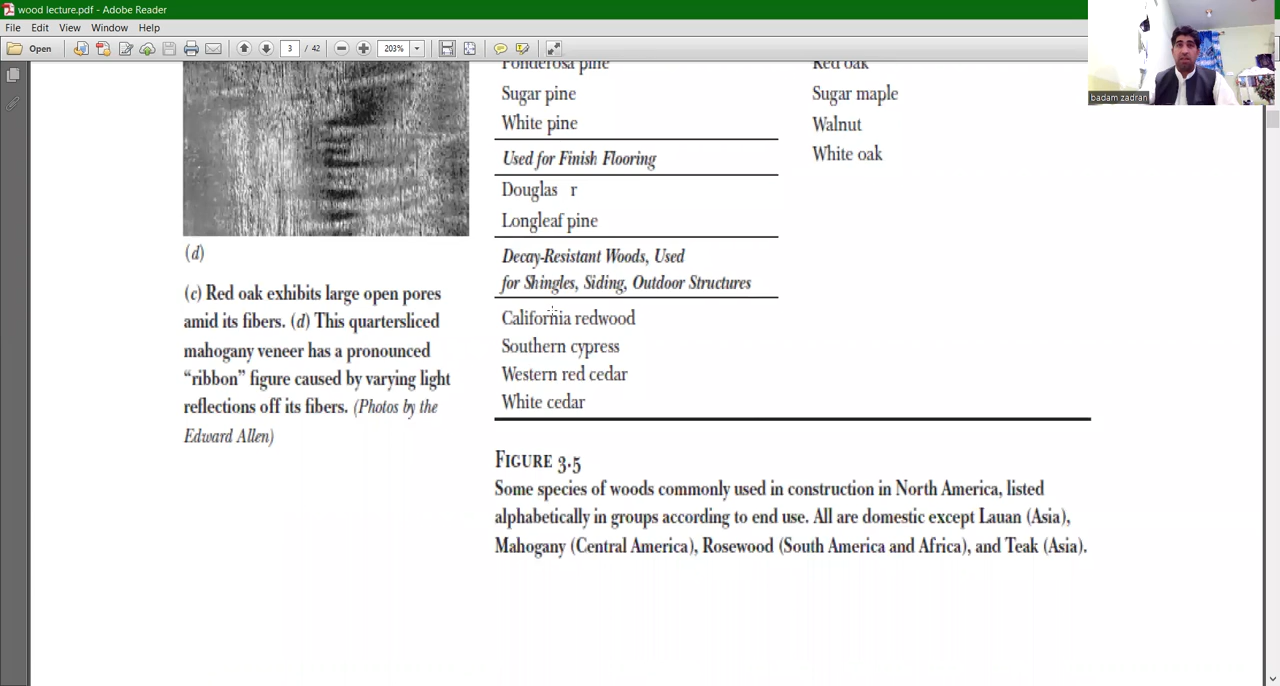 wood lecture.pdf - Adobe Reader
File Edit View Window Help
Open 3 / 42 203%
badam zadran
Ponderosa pine
Sugar pine
White pine
Used for Finish Flooring
Douglas r
Longleaf pine
Decay-Resistant Woods, Used
for Shingles, Siding, Outdoor Structures
California redwood
Southern cypress
Western red cedar
White cedar
Red oak
Sugar maple
Walnut
White oak
(d)
(c) Red oak exhibits large open pores
amid its fibers. (d) This quartersliced
mahogany veneer has a pronounced
“ribbon” figure caused by varying light
reflections off its fibers. (Photos by the
Edward Allen)
FIGURE 3.5
Some species of woods commonly used in construction in North America, listed
alphabetically in groups according to end use. All are domestic except Lauan (Asia),
Mahogany (Central America), Rosewood (South America and Africa), and Teak (Asia).